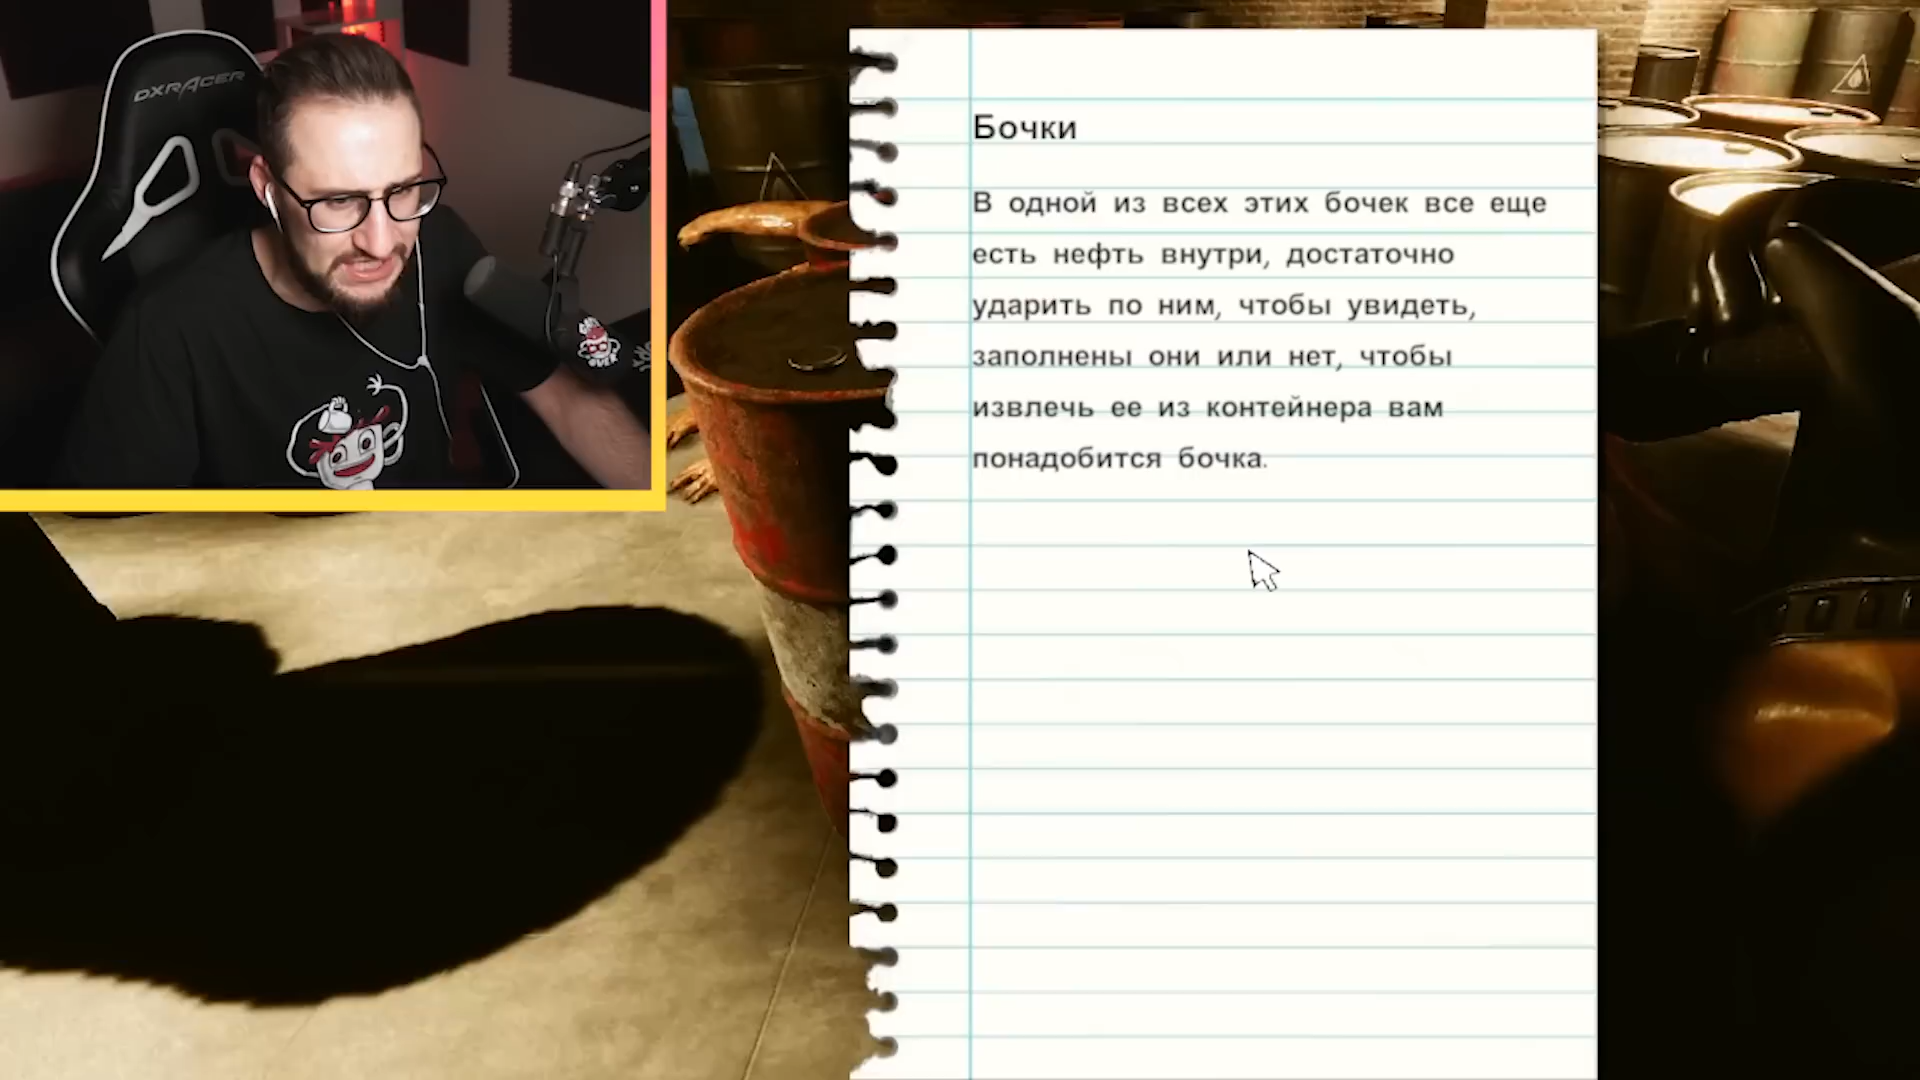 DXRACER
Бочки
В одной из всех этих бочек все еще
есть нефть внутри, достаточно
ударить по ним, чтобы увидеть,
заполнены они или нет, чтобы
извлечь ее из контейнера вам
понадобится бочка.